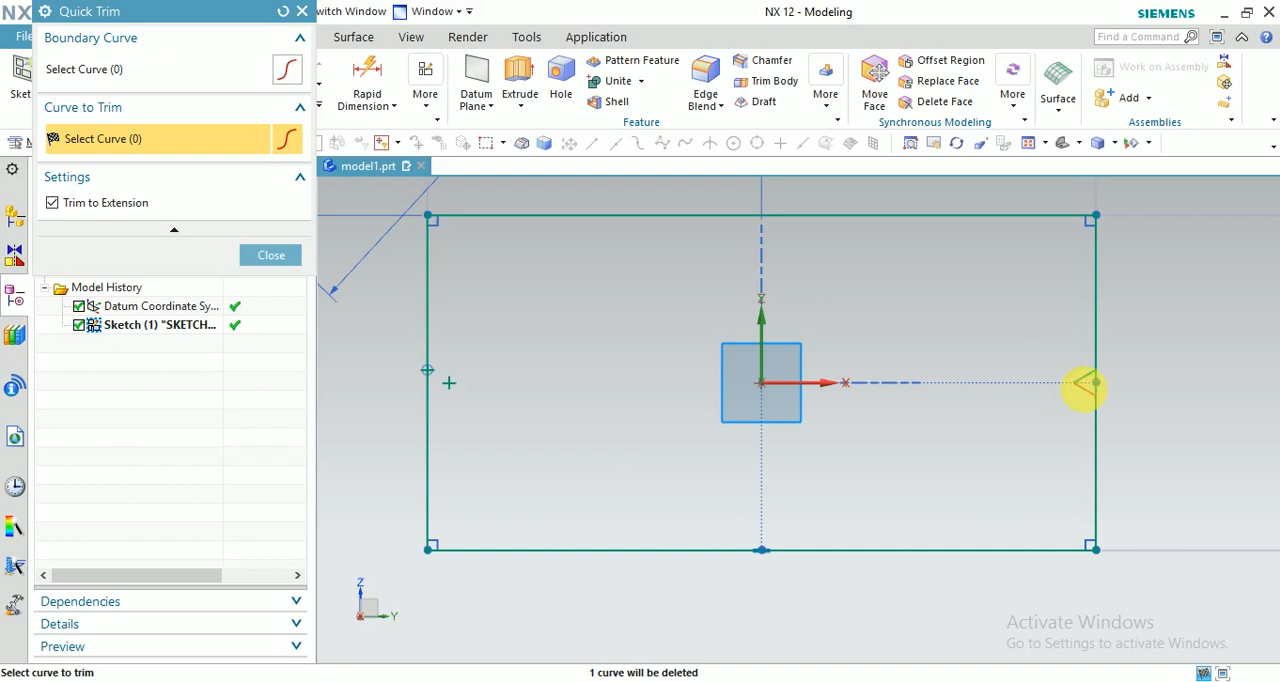 NX
Quick Trim
witch Window
Window
NX 12 - Modeling
SIEMENS
File
Surface
View
Render
Tools
Application
Find a Command
Boundary Curve
Select Curve (0)
Curve to Trim
Select Curve (0)
Settings
Trim to Extension
Close
Rapid
Dimension
More
Datum
Plane
Extrude
Hole
Pattern Feature
Unite
Shell
Edge
Blend
Chamfer
Trim Body
Draft
More
Feature
Move
Face
Offset Region
Replace Face
Delete Face
More
Synchronous Modeling
Surface
Work on Assembly
Add
Assemblies
model1.prt
Model History
Datum Coordinate Sy...
Sketch (1) "SKETCH...
Dependencies
Details
Preview
X
Z
Y
Activate Windows
Go to Settings to activate Windows.
Select curve to trim
1 curve will be deleted